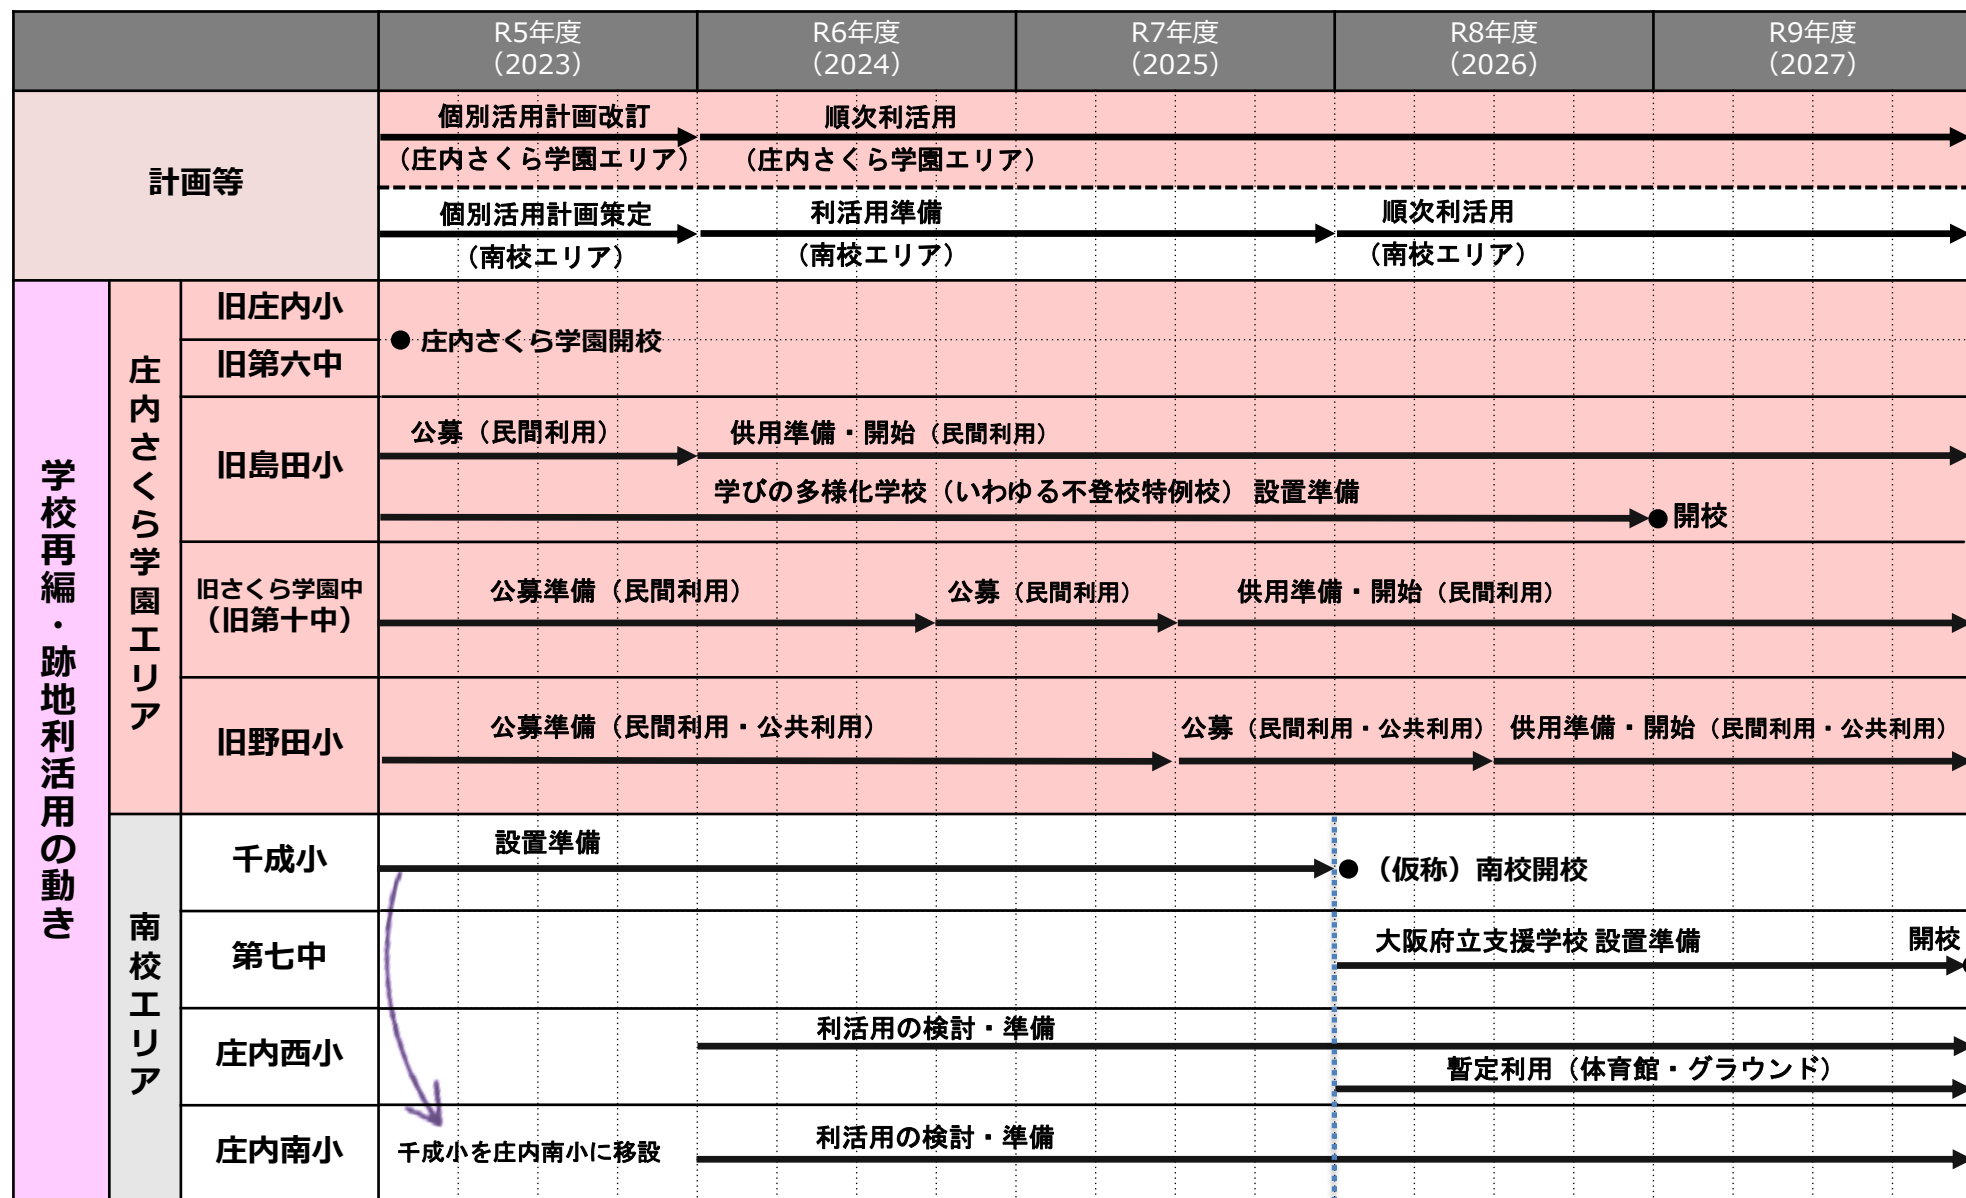 R5年度
（2023）
R6年度
（2024）
R7年度
（2025）
R8年度
（2026）
R9年度
（2027）
計画等
個別活用計画改訂
（庄内さくら学園エリア）
順次利活用
（庄内さくら学園エリア）
個別活用計画策定
（南校エリア）
利活用準備
（南校エリア）
順次利活用
（南校エリア）
学校再編・跡地利活用の動き
庄内さくら学園エリア
旧庄内小
旧第六中
●庄内さくら学園開校
旧島田小
公募（民間利用）
供用準備・開始（民間利用）
学びの多様化学校（いわゆる不登校特例校） 設置準備
●開校
旧さくら学園中
（旧第十中）
公募準備（民間利用）
公募（民間利用）
供用準備・開始（民間利用）
旧野田小
公募準備（民間利用・公共利用）
公募（民間利用・公共利用）
供用準備・開始（民間利用・公共利用）
南校エリア
千成小
設置準備
●（仮称）南校開校
第七中
大阪府立支援学校 設置準備
開校
庄内西小
利活用の検討・準備
暫定利用（体育館・グラウンド）
庄内南小
千成小を庄内南小に移設
利活用の検討・準備